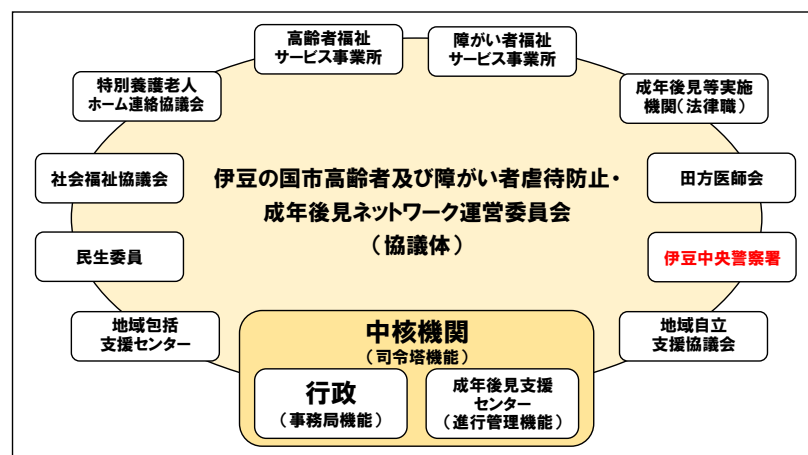 高齢者福祉
サービス事業所
障がい者福祉
サービス事業所
特別養護老人
ホーム連絡協議会
成年後見等実施
機関（法律職）
社会福祉協議会
伊豆の国市高齢者及び障がい者虐待防止・
成年後見ネットワーク運営委員会
（協議体）
田方医師会
民生委員
伊豆中央警察署
地域包括
支援センター
地域自立
支援協議会
中核機関
（司令塔機能）
行政
（事務局機能）
成年後見支援
センター
（進行管理機能）